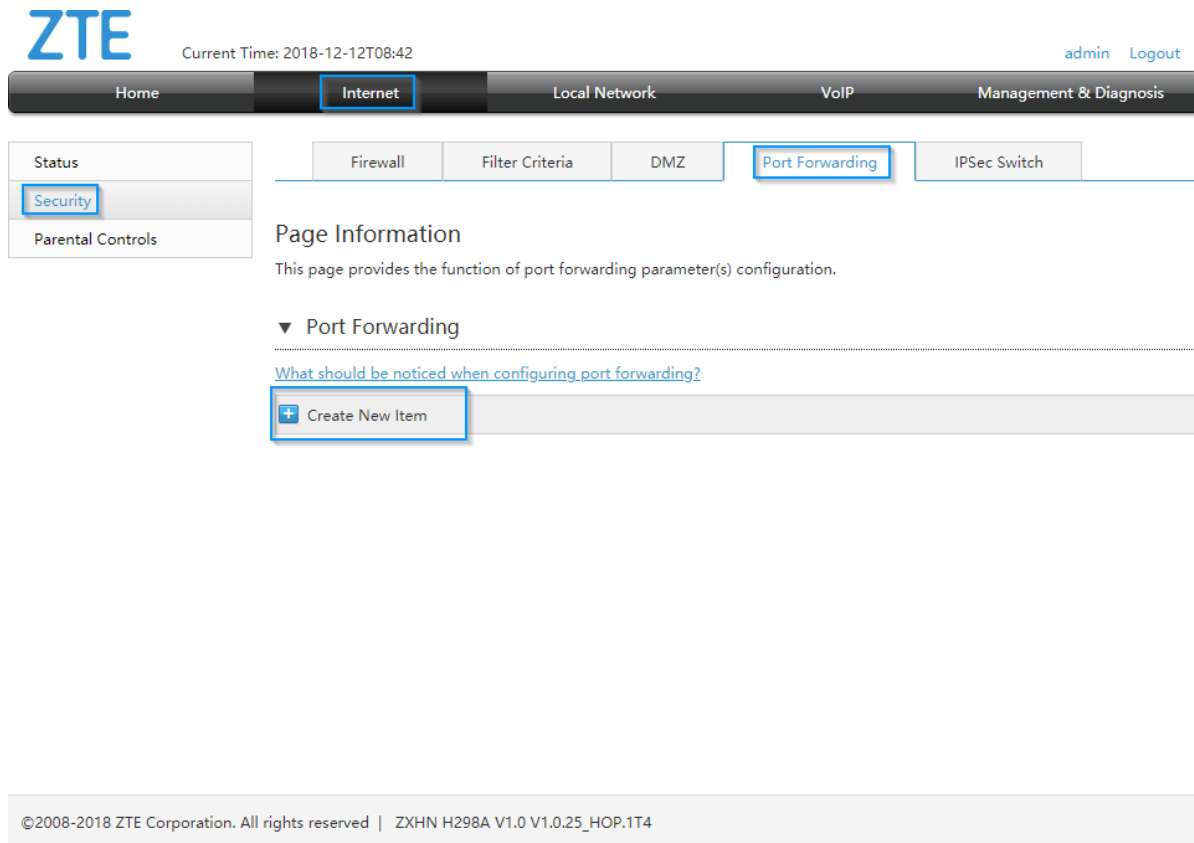 ZTE
Current Time: 2018-12-12T08:42
admin Logout
Home Internet Local Network VoIP Management & Diagnosis
Status
Security
Parental Controls
Firewall Filter Criteria DMZ Port Forwarding IPSec Switch
Page Information
This page provides the function of port forwarding parameter(s) configuration.
▼ Port Forwarding
What should be noticed when configuring port forwarding?
Create New Item
©2008-2018 ZTE Corporation. All rights reserved | ZXHN H298A V1.0 V1.0.25_HOP.1T4